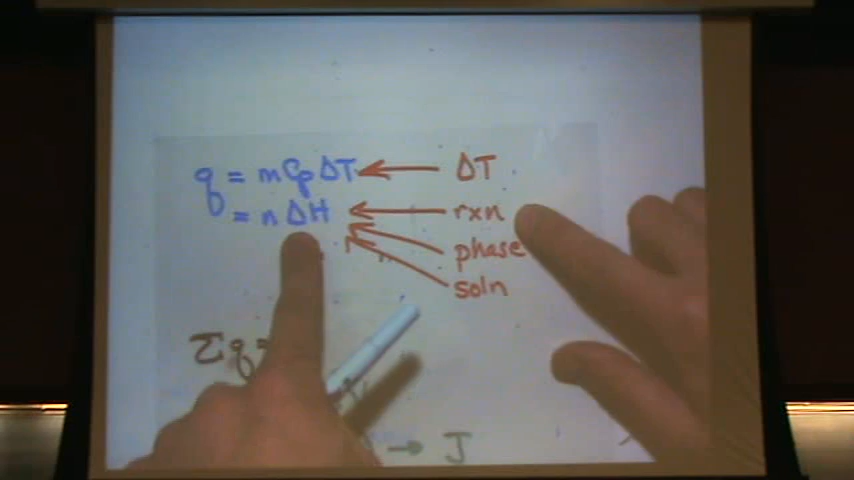 q = mCpΔT ← ΔT
= nΔH ← rxn
phase
soln
Σq =
→ J